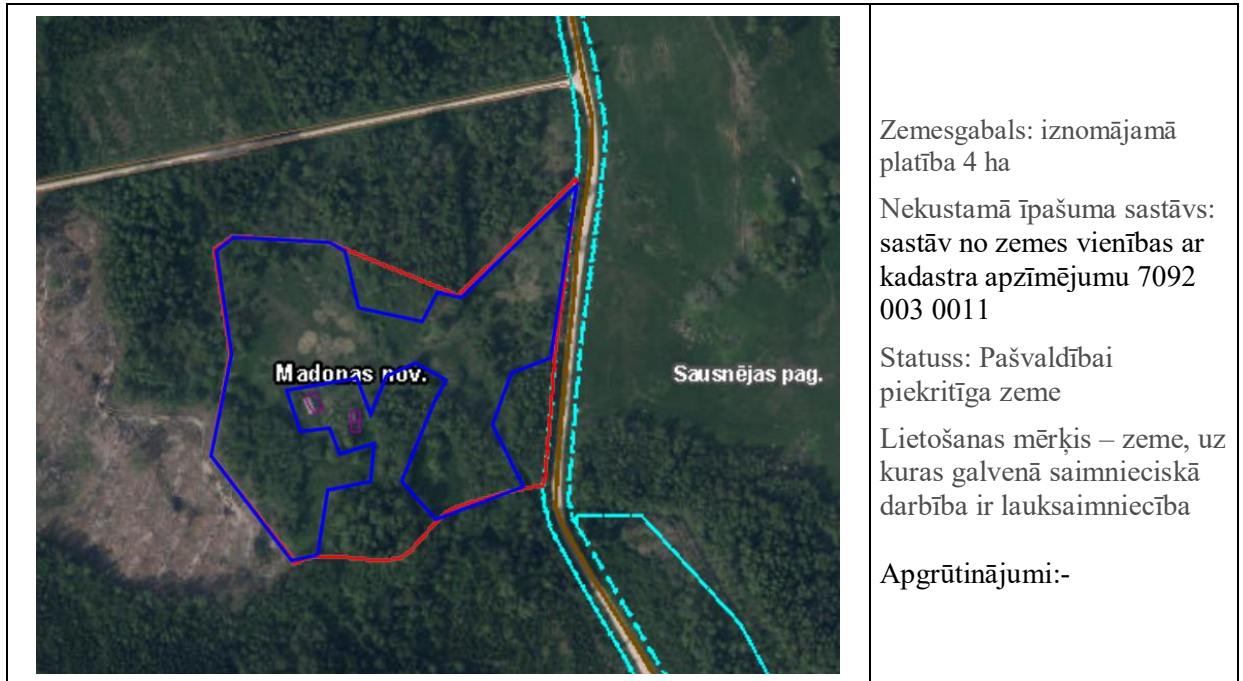 Madonas nov.
Sausnējas pag.
Zemesgabals: iznomājamā
platība 4 ha
Nekustamā īpašuma sastāvs:
sastāv no zemes vienības ar
kadastra apzīmējumu 7092
003 0011
Statuss: Pašvaldībai
piekritīga zeme
Lietošanas mērķis – zeme, uz
kuras galvenā saimnieciskā
darbība ir lauksaimniecība
Apgrūtinājumi:-